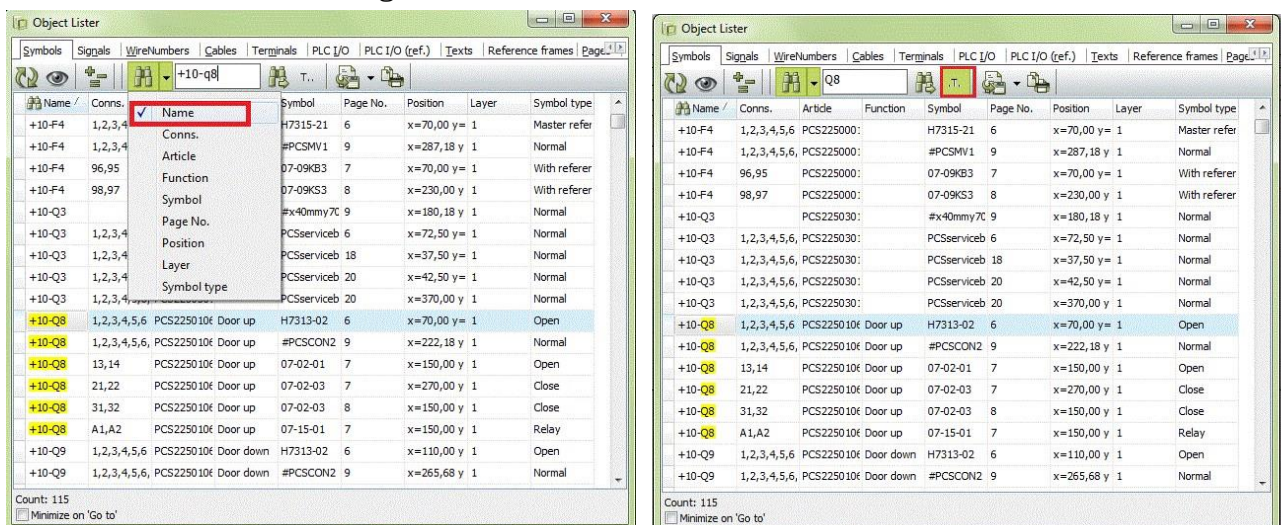 Object Lister
Symbols Signals WireNumbers Cables Terminals PLC I/O PLC I/O (ref.) Texts Reference frames Page
+10-q8 T..
Name Conns. Symbol Page No. Position Layer Symbol type
+10-F4 1,2,3,4 H7315-21 6 x=70,00 y= 1 Master refer
+10-F4 1,2,3,4 #PCSMV1 9 x=287,18 y 1 Normal
+10-F4 96,95 07-09KB3 7 x=70,00 y= 1 With referer
+10-F4 98,97 07-09KS3 8 x=230,00 y 1 With referer
+10-Q3 #x40mmy70 9 x=180,18 y 1 Normal
+10-Q3 1,2,3,4 PCSserviceb 6 x=72,50 y= 1 Normal
+10-Q3 1,2,3,4 PCSserviceb 18 x=37,50 y= 1 Normal
+10-Q3 1,2,3,4 PCSserviceb 20 x=42,50 y= 1 Normal
+10-Q3 1,2,3,4 PCSserviceb 20 x=370,00 y 1 Normal
+10-Q8 1,2,3,4,5,6 PCS2250106 Door up H7313-02 6 x=70,00 y= 1 Open
+10-Q8 1,2,3,4,5,6, PCS2250106 Door up #PCSCON2 9 x=222,18 y 1 Normal
+10-Q8 13,14 PCS2250106 Door up 07-02-01 7 x=150,00 y 1 Open
+10-Q8 21,22 PCS2250106 Door up 07-02-03 7 x=270,00 y 1 Close
+10-Q8 31,32 PCS2250106 Door up 07-02-03 8 x=150,00 y 1 Close
+10-Q8 A1,A2 PCS2250106 Door up 07-15-01 7 x=150,00 y 1 Relay
+10-Q9 1,2,3,4,5,6 PCS2250106 Door down H7313-02 6 x=110,00 y 1 Open
+10-Q9 1,2,3,4,5,6, PCS2250106 Door down #PCSCON2 9 x=265,68 y 1 Normal
Count: 115
Minimize on 'Go to'
Name
Conns.
Article
Function
Symbol
Page No.
Position
Layer
Symbol type
Object Lister
Symbols Signals WireNumbers Cables Terminals PLC I/O PLC I/O (ref.) Texts Reference frames Page
Q8 .T.
Name Conns. Article Function Symbol Page No. Position Layer Symbol type
+10-F4 1,2,3,4,5,6 PCS225000: H7315-21 6 x=70,00 y= 1 Master refer
+10-F4 1,2,3,4,5,6, PCS225000: #PCSMV1 9 x=287,18 y 1 Normal
+10-F4 96,95 PCS225000: 07-09KB3 7 x=70,00 y= 1 With referer
+10-F4 98,97 PCS225000: 07-09KS3 8 x=230,00 y 1 With referer
+10-Q3 PCS225030: #x40mmy70 9 x=180,18 y 1 Normal
+10-Q3 1,2,3,4,5,6, PCS225030: PCSserviceb 6 x=72,50 y= 1 Normal
+10-Q3 1,2,3,4,5,6, PCS225030: PCSserviceb 18 x=37,50 y= 1 Normal
+10-Q3 1,2,3,4,5,6, PCS225030: PCSserviceb 20 x=42,50 y= 1 Normal
+10-Q3 1,2,3,4,5,6, PCS225030: PCSserviceb 20 x=370,00 y 1 Normal
+10-Q8 1,2,3,4,5,6 PCS2250106 Door up H7313-02 6 x=70,00 y= 1 Open
+10-Q8 1,2,3,4,5,6, PCS2250106 Door up #PCSCON2 9 x=222,18 y 1 Normal
+10-Q8 13,14 PCS2250106 Door up 07-02-01 7 x=150,00 y 1 Open
+10-Q8 21,22 PCS2250106 Door up 07-02-03 7 x=270,00 y 1 Close
+10-Q8 31,32 PCS2250106 Door up 07-02-03 8 x=150,00 y 1 Close
+10-Q8 A1,A2 PCS2250106 Door up 07-15-01 7 x=150,00 y 1 Relay
+10-Q9 1,2,3,4,5,6 PCS2250106 Door down H7313-02 6 x=110,00 y 1 Open
+10-Q9 1,2,3,4,5,6, PCS2250106 Door down #PCSCON2 9 x=265,68 y 1 Normal
Count: 115
Minimize on 'Go to'